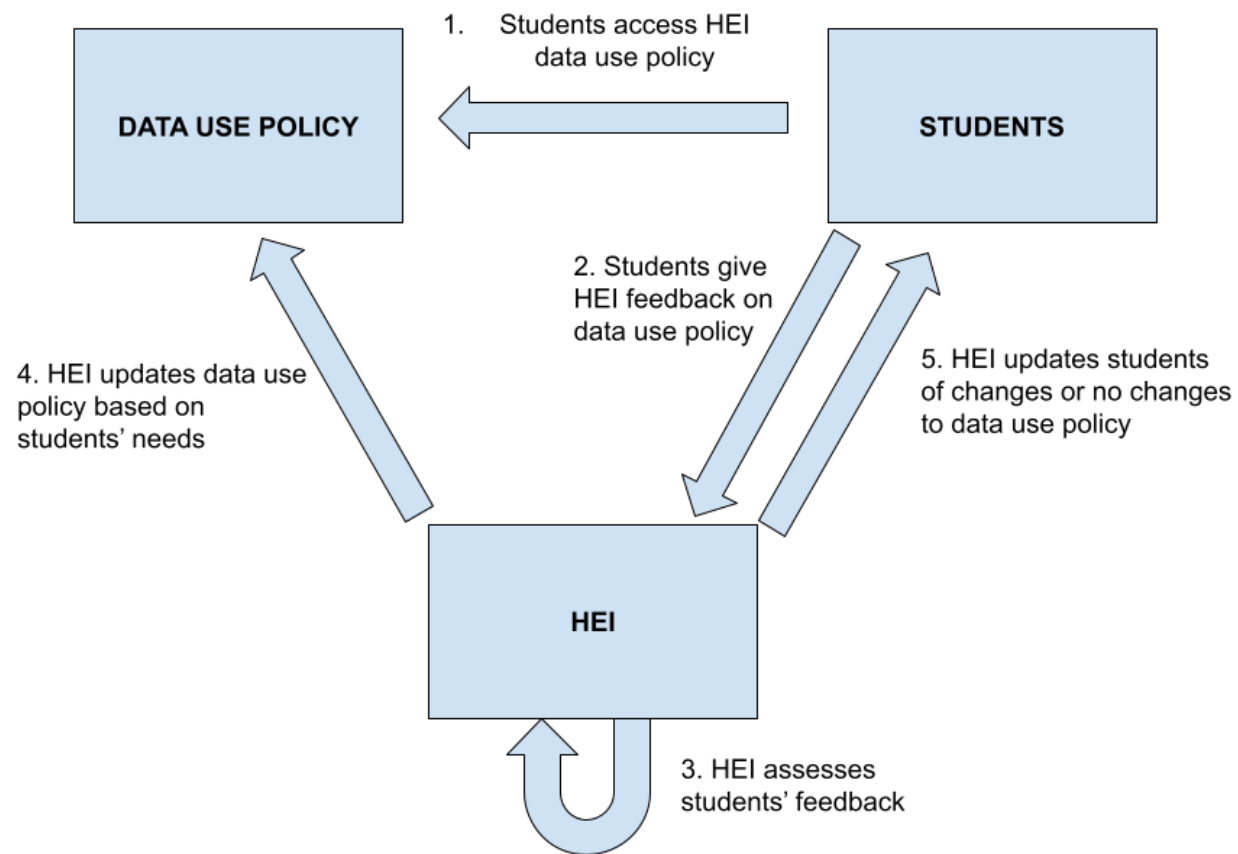 1. Students access HEI
data use policy
DATA USE POLICY
STUDENTS
2. Students give
HEI feedback on
data use policy
5. HEI updates students
of changes or no changes
to data use policy
4. HEI updates data use
policy based on
students’ needs
HEI
3. HEI assesses
students’ feedback